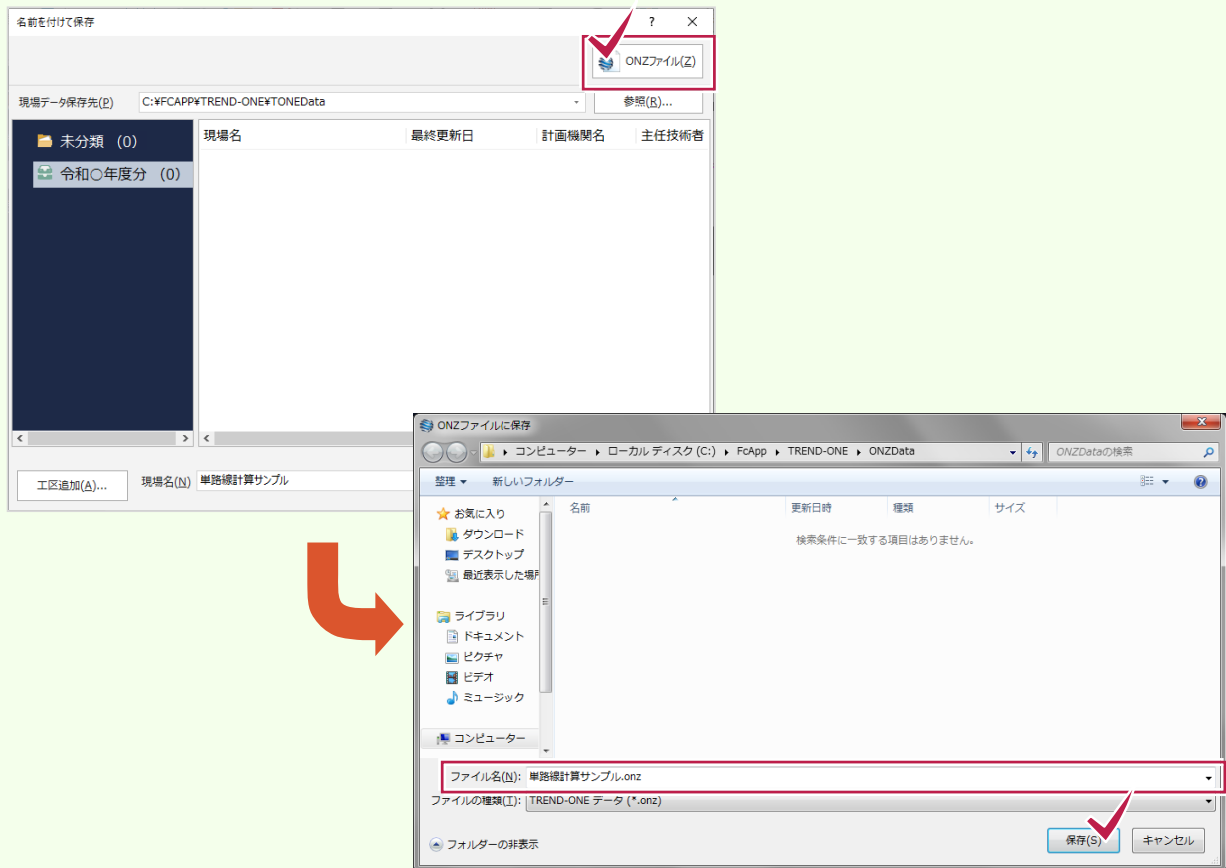 名前を付けて保存
?
ONZファイル(Z)
現場データ保存先(P) C:¥FCAPP¥TREND-ONE¥TONEData 参照(R)...
未分類 (0)
令和○年度分 (0)
現場名 最終更新日 計画機関名 主任技術者
工区追加(A)... 現場名(N) 単路線計算サンプル
ONZファイルに保存
コンピューター ローカル ディスク (C:) FcApp TREND-ONE ONZData ONZDataの検索
整理 新しいフォルダー
お気に入り
ダウンロード
デスクトップ
最近表示した場所
ライブラリ
ドキュメント
ピクチャ
ビデオ
ミュージック
コンピューター
名前 更新日時 種類 サイズ
検索条件に一致する項目はありません。
ファイル名(N): 単路線計算サンプル.onz
ファイルの種類(T): TREND-ONE データ (*.onz)
フォルダーの非表示
保存(S) キャンセル